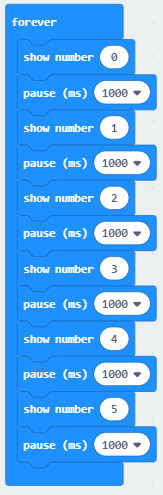 forever
show number 0
pause (ms) 1000
show number 1
pause (ms) 1000
show number 2
pause (ms) 1000
show number 3
pause (ms) 1000
show number 4
pause (ms) 1000
show number 5
pause (ms) 1000